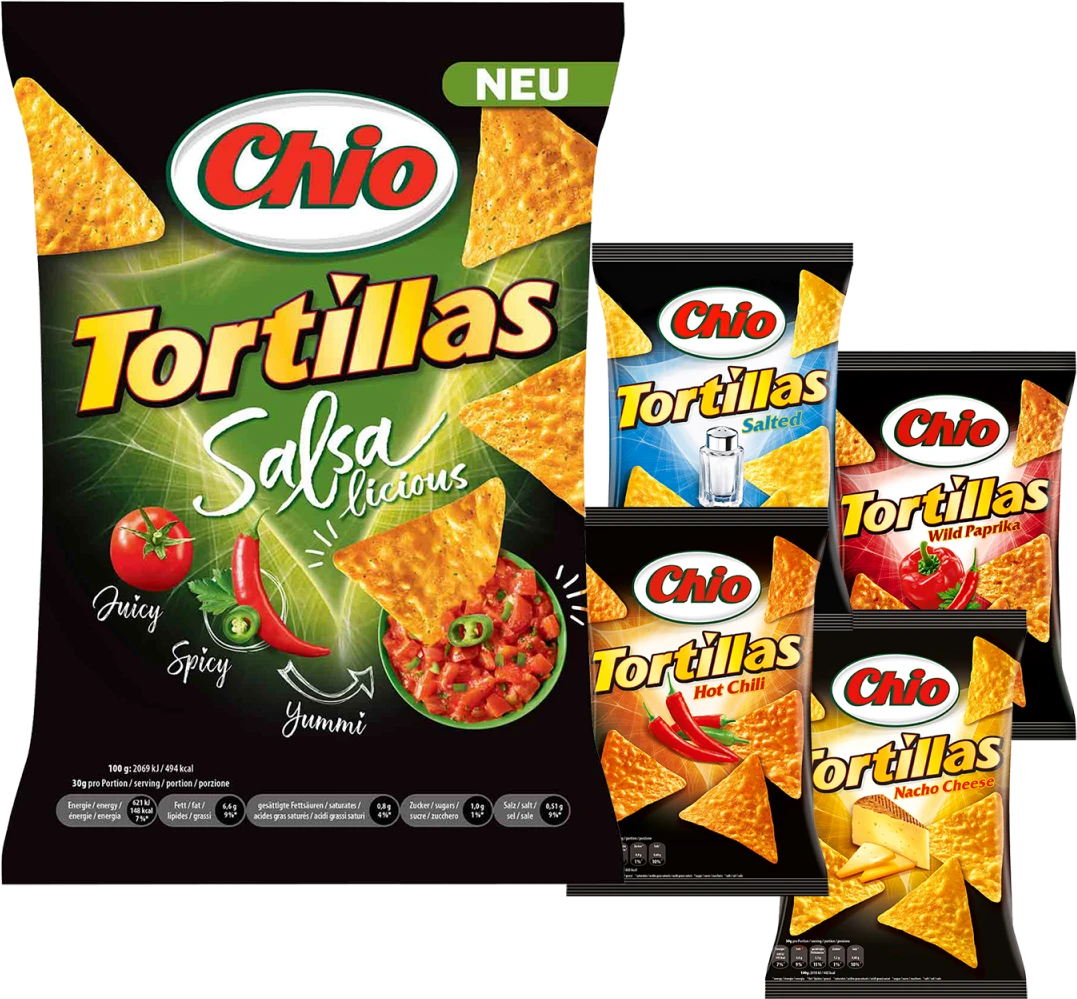 NEU
Chio
Tortillas
Salsa
licious
Juicy
Spicy
Yummi
100 g: 2069 kJ / 494 kcal
30g pro Portion / serving / portion / porzione
Energie / energy /
énergie / energia
621 kJ
148 kcal
7%*
Fett / fat /
lipides / grassi
6,6 g
9%*
gesättigte Fettsäuren / saturates /
acides gras saturés / acidi grassi saturi
0,8 g
4%*
Zucker / sugars /
sucre / zucchero
1,0 g
1%*
Salz / salt /
sel / sale
0,51 g
9%*
Chio
Tortillas
Salted
Chio
Tortillas
Wild Paprika
Chio
Tortillas
Hot Chili
Chio
Tortillas
Nacho Cheese